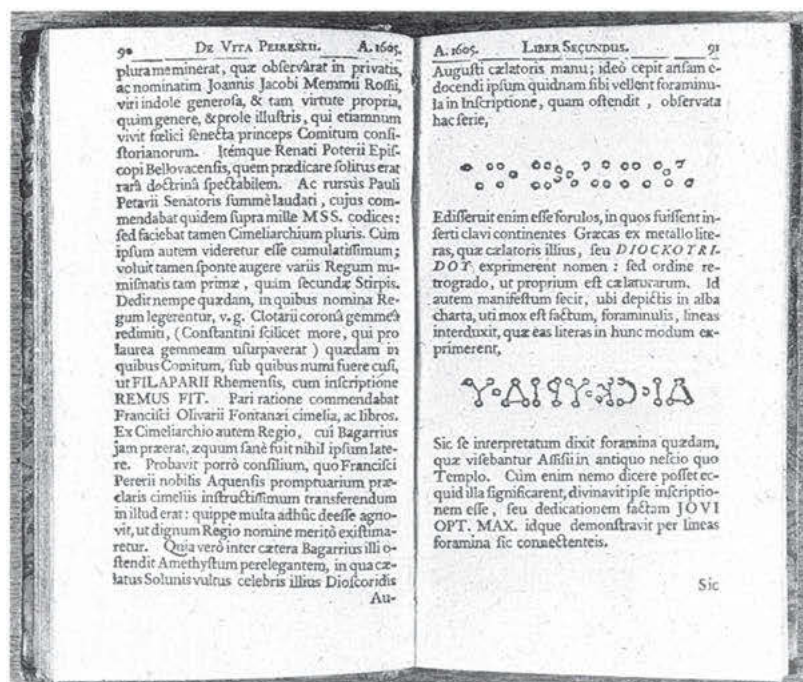 90 DE VITA PEIRESKII. A. 1605.
plura meminerat, quæ observârat in privatis,
ac nominatim Joannis Jacobi Memmii Rossii,
viri indole generosa, & tam virtute propria,
quàm genere, & prole illustris, qui etiamnum
vivit fœlici senecta princeps Comitum consi-
storianorum. Itémque Renati Poterii Epis-
copi Bellovacensis, quem prædicare solitus erat
rarâ doctrinâ spectabilem. Ac rursus Pauli
Petavii Senatoris summè laudati, cujus com-
mendabat quidem supra mille MSS. codices:
sed faciebat tamen Cimeliarchium pluris. Cùm
ipsum autem videretur esse cumulatissimum;
voluit tamen sponte augere variis Regum nu-
mismatis tam primæ, quàm secundæ Stirpis.
Dedit nempe quædam, in quibus nomina Re-
gum legerentur, v. g. Clotarii coronâ gemmeâ
redimiti, (Constantini scilicet more, qui pro
laurea gemmeam usurpaverat) quædam in
quibus Comitum, sub quibus numi fuere cusi,
ut FILAPARII Rhemensis, cum inscriptione
REMUS FIT. Pari ratione commendabat
Francisci Olivarii Fontanæi cimelia, ac libros.
Ex Cimeliarchio autem Regio, cui Bagarrius
jam præerat, æquum sanè fuit nihil ipsum late-
re. Probavit porrò consilium, quo Francisci
Pererii nobilis Aquensis promptuarium præ-
claris cimeliis instructissimum transferendum
in illud erat: quippe multa adhûc deesse agno-
vit, ut dignum Regio nomine meritò existima-
retur. Quia verò inter cætera Bagarrius illi o-
stendit Amethystum perelegantem, in qua cæ-
latus Solonis vultus celebris illius Dioscoridis
Au-
A. 1605. LIBER SECUNDUS. 91
Augusti cælatoris manu; ideò cepit ansam e-
docendi ipsum quidnam sibi vellent foraminu-
la in Inscriptione, quam ostendit, observata
hac serie,
Edisseruit enim esse forulos, in quos fuissent in-
serti clavi continentes Græcas ex metallo lite-
ras, quæ cælatoris illius, seu DIOCKOTRI-
DOT exprimerent nomen: sed ordine re-
trogrado, ut proprium est cælaturarum. Id
autem manifestum fecit, ubi depictis in alba
charta, uti mox est factum, foraminulis, lineas
interduxit, quæ eas literas in hunc modum ex-
primerent,
Sic se interpretatum dixit foramina quædam,
quæ visebantur Assisii in antiquo nescio quo
Templo. Cùm enim nemo dicere posset ec-
quid illa significarent, divinavit ipse inscriptio-
nem esse, seu dedicationem factam JOVI
OPT. MAX. idque demonstravit per lineas
foramina sic connectenteis.
Sic